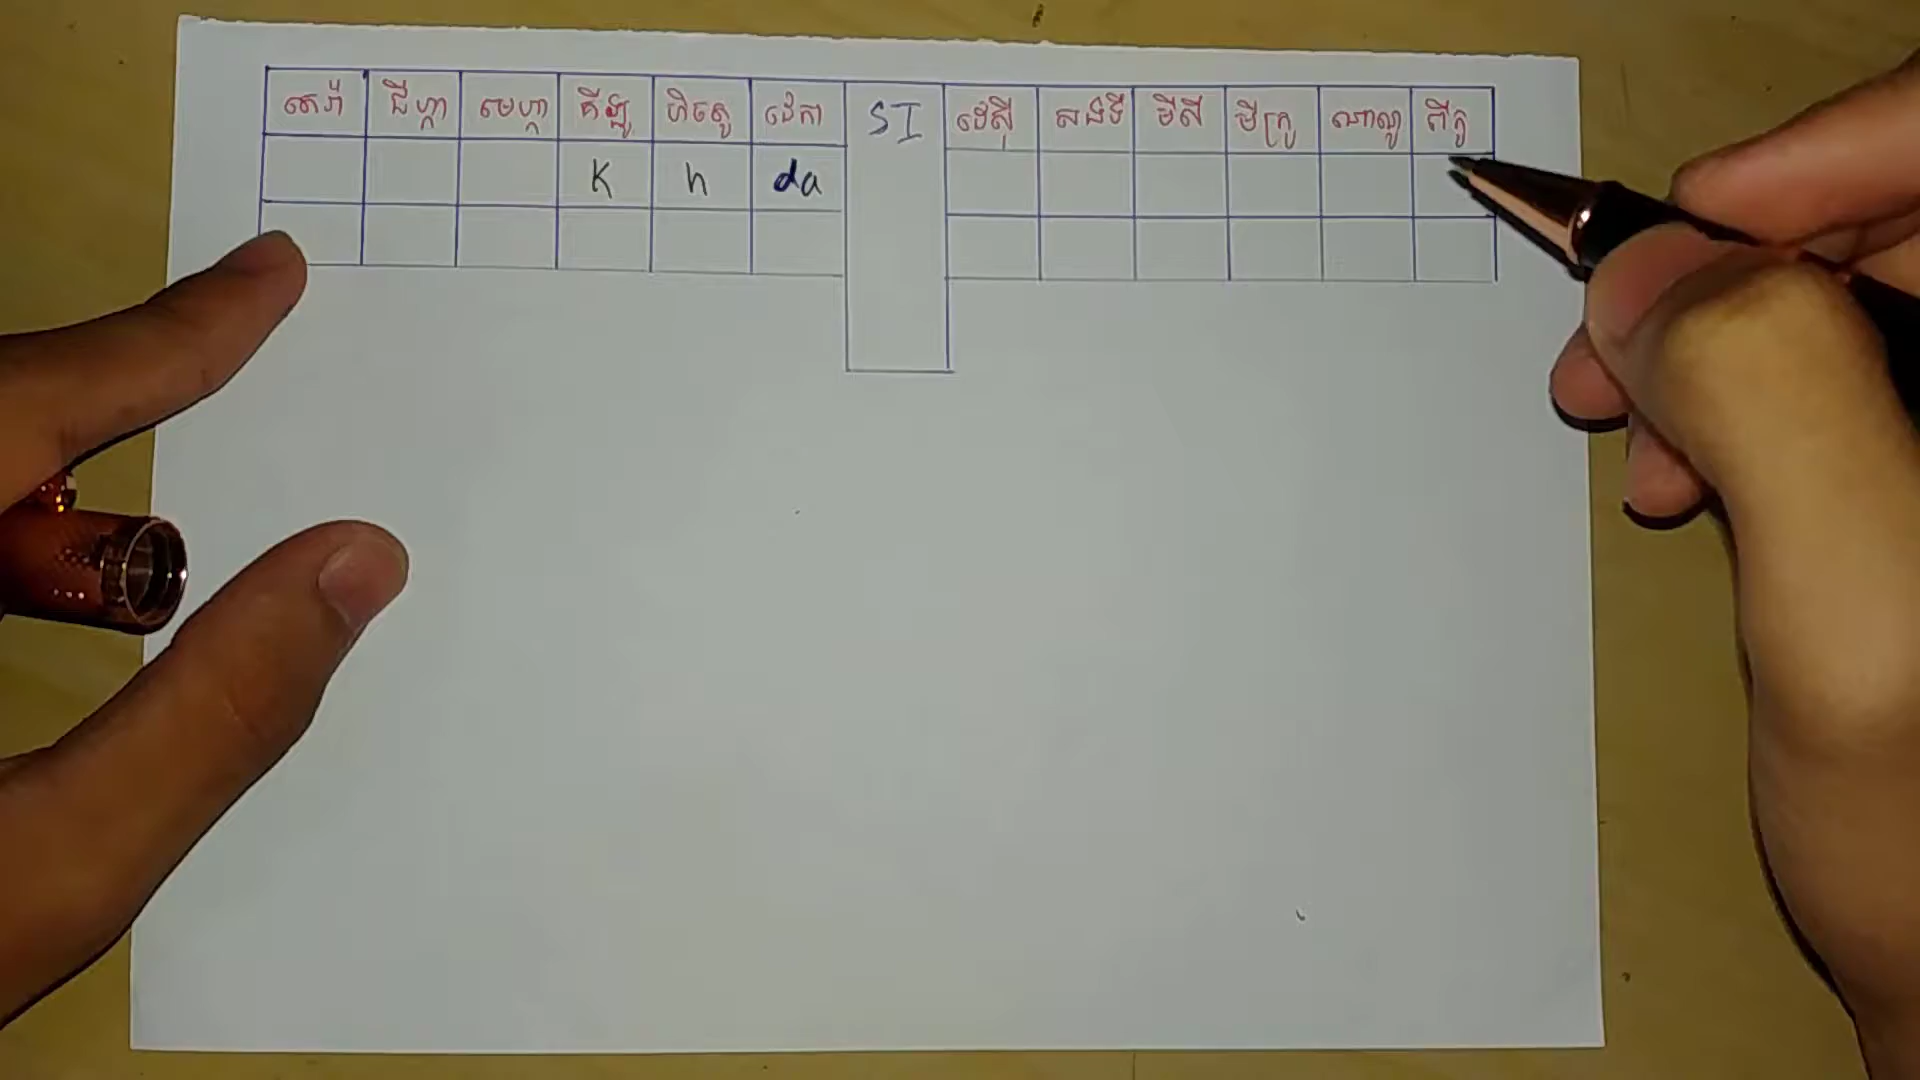 តេរ៉ា ជីហ្គា មេហ្គា គីឡូ ហិចតូ ដេកា SI ដេស៊ី សង់ទី មីលី មីក្រូ ណាណូ ពីកូ
K h da